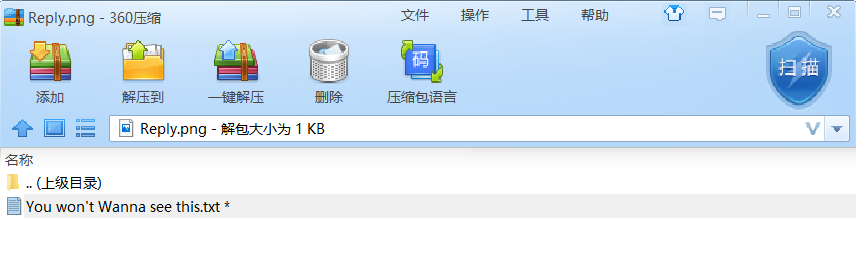 Reply.png - 360压缩
文件 操作 工具 帮助
添加 解压到 一键解压 删除 码 压缩包语言 扫描
Reply.png - 解包大小为 1 KB
名称
.. (上级目录)
You won't Wanna see this.txt *